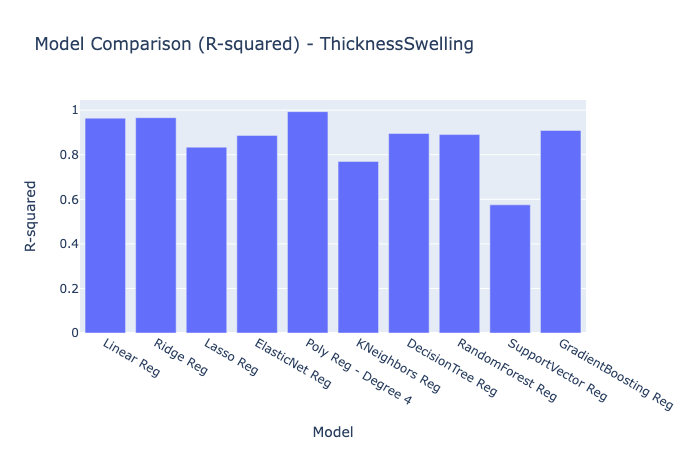 Model Comparison (R-squared) - ThicknessSwelling
R-squared
1
0.8
0.6
0.4
0.2
0
Linear Reg
Ridge Reg
Lasso Reg
ElasticNet Reg
Poly Reg - Degree 4
KNeighbors Reg
DecisionTree Reg
RandomForest Reg
SupportVector Reg
GradientBoosting Reg
Model